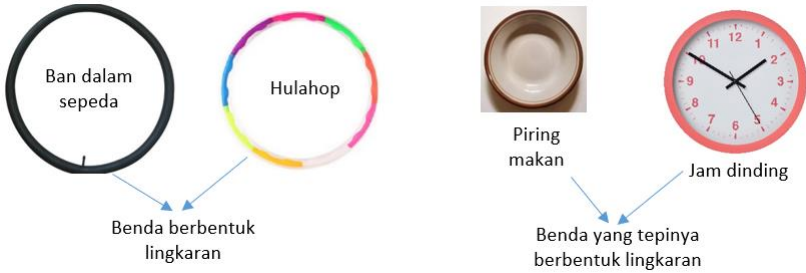 Ban dalam
sepeda
Hulahop
Benda berbentuk
lingkaran
Piring
makan
12
11
1
10
2
9
3
8
4
7
5
6
Jam dinding
Benda yang tepinya
berbentuk lingkaran